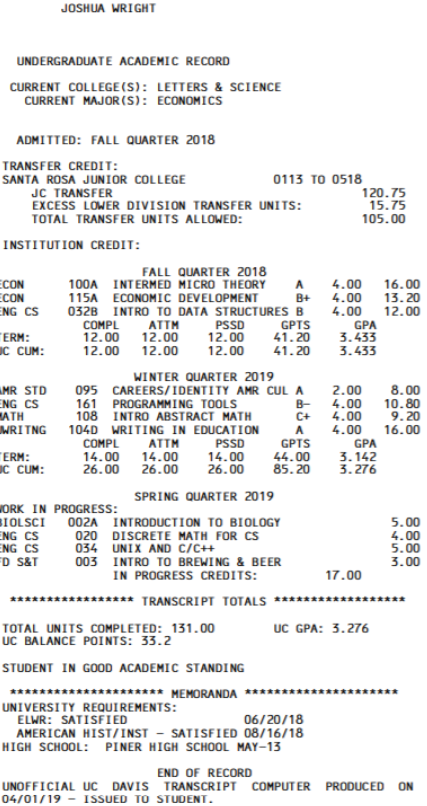 JOSHUA WRIGHT
UNDERGRADUATE ACADEMIC RECORD
CURRENT COLLEGE(S): LETTERS & SCIENCE
CURRENT MAJOR(S): ECONOMICS
ADMITTED: FALL QUARTER 2018
TRANSFER CREDIT:
SANTA ROSA JUNIOR COLLEGE 0113 TO 0518
JC TRANSFER 120.75
EXCESS LOWER DIVISION TRANSFER UNITS: 15.75
TOTAL TRANSFER UNITS ALLOWED: 105.00
INSTITUTION CREDIT:
FALL QUARTER 2018
ECON 100A INTERMED MICRO THEORY A 4.00 16.00
ECON 115A ECONOMIC DEVELOPMENT B+ 4.00 13.20
ENG CS 032B INTRO TO DATA STRUCTURES B 4.00 12.00
COMPL ATTM PSSD GPTS GPA
TERM: 12.00 12.00 12.00 41.20 3.433
UC CUM: 12.00 12.00 12.00 41.20 3.433
WINTER QUARTER 2019
AMR STD 095 CAREERS/IDENTITY AMR CUL A 2.00 8.00
ENG CS 161 PROGRAMMING TOOLS B- 4.00 10.80
MATH 108 INTRO ABSTRACT MATH C+ 4.00 9.20
UWRITNG 104D WRITING IN EDUCATION A 4.00 16.00
COMPL ATTM PSSD GPTS GPA
TERM: 14.00 14.00 14.00 44.00 3.142
UC CUM: 26.00 26.00 26.00 85.20 3.276
SPRING QUARTER 2019
WORK IN PROGRESS:
BIOLSCI 002A INTRODUCTION TO BIOLOGY 5.00
ENG CS 020 DISCRETE MATH FOR CS 4.00
ENG CS 034 UNIX AND C/C++ 5.00
FD S&T 003 INTRO TO BREWING & BEER 3.00
IN PROGRESS CREDITS: 17.00
***************** TRANSCRIPT TOTALS ******************
TOTAL UNITS COMPLETED: 131.00 UC GPA: 3.276
UC BALANCE POINTS: 33.2
STUDENT IN GOOD ACADEMIC STANDING
********************* MEMORANDA *********************
UNIVERSITY REQUIREMENTS:
ELWR: SATISFIED 06/20/18
AMERICAN HIST/INST - SATISFIED 08/16/18
HIGH SCHOOL: PINER HIGH SCHOOL MAY-13
END OF RECORD
UNOFFICIAL UC DAVIS TRANSCRIPT COMPUTER PRODUCED ON
04/01/19 - ISSUED TO STUDENT.